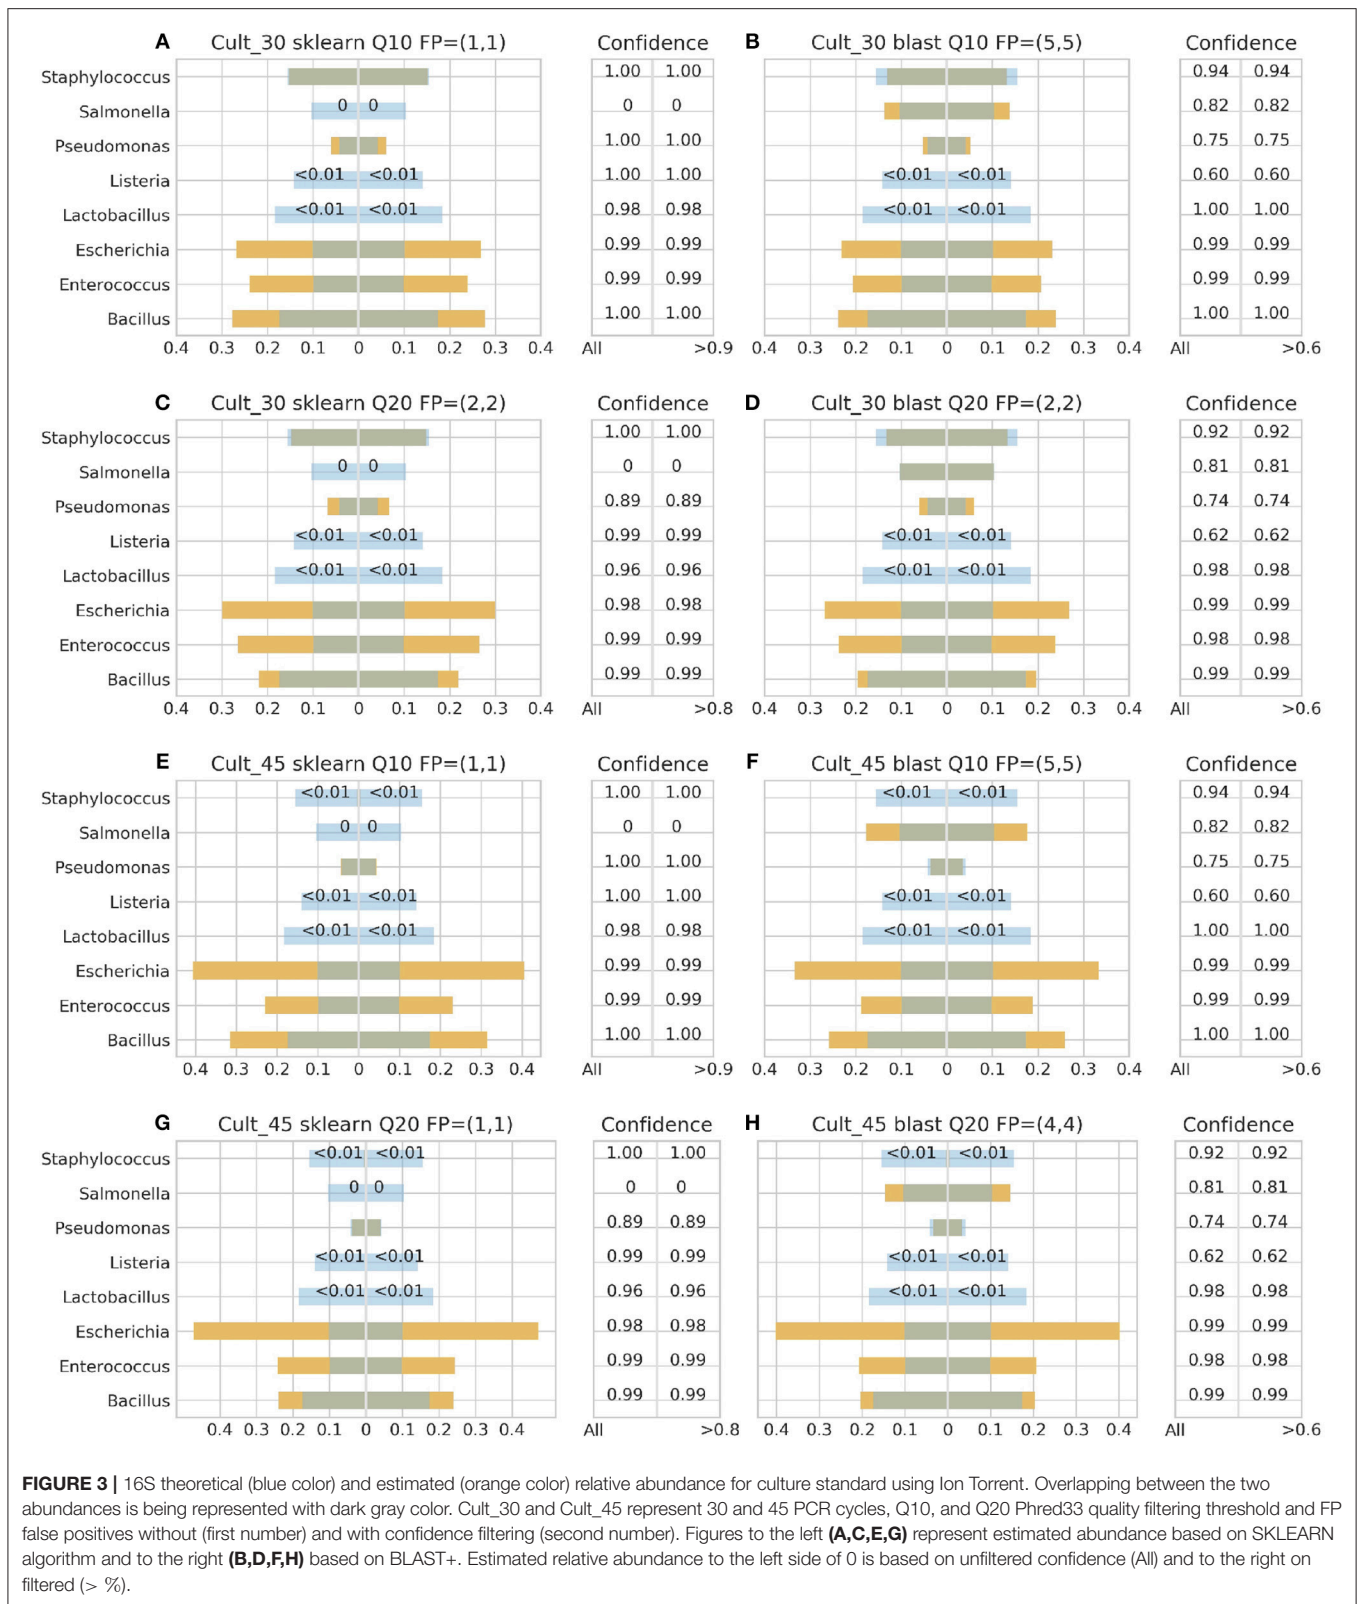 A Cult_30 sklearn Q10 FP=(1,1) Confidence B Cult_30 blast Q10 FP=(5,5) Confidence
Staphylococcus 1.00 1.00 0.94 0.94
Salmonella 0 0 0 0 0.82 0.82
Pseudomonas 1.00 1.00 0.75 0.75
Listeria <0.01 <0.01 1.00 1.00 <0.01 <0.01 0.60 0.60
Lactobacillus <0.01 <0.01 0.98 0.98 <0.01 <0.01 1.00 1.00
Escherichia 0.99 0.99 0.99 0.99
Enterococcus 0.99 0.99 0.99 0.99
Bacillus 1.00 1.00 1.00 1.00
0.4 0.3 0.2 0.1 0 0.1 0.2 0.3 0.4 All >0.9 0.4 0.3 0.2 0.1 0 0.1 0.2 0.3 0.4 All >0.6
C Cult_30 sklearn Q20 FP=(2,2) Confidence D Cult_30 blast Q20 FP=(2,2) Confidence
Staphylococcus 1.00 1.00 0.92 0.92
Salmonella 0 0 0 0 0.81 0.81
Pseudomonas 0.89 0.89 0.74 0.74
Listeria <0.01 <0.01 0.99 0.99 <0.01 <0.01 0.62 0.62
Lactobacillus <0.01 <0.01 0.96 0.96 <0.01 <0.01 0.98 0.98
Escherichia 0.98 0.98 0.99 0.99
Enterococcus 0.99 0.99 0.98 0.98
Bacillus 0.99 0.99 0.99 0.99
0.4 0.3 0.2 0.1 0 0.1 0.2 0.3 0.4 All >0.8 0.4 0.3 0.2 0.1 0 0.1 0.2 0.3 0.4 All >0.6
E Cult_45 sklearn Q10 FP=(1,1) Confidence F Cult_45 blast Q10 FP=(5,5) Confidence
Staphylococcus <0.01 <0.01 1.00 1.00 <0.01 <0.01 0.94 0.94
Salmonella 0 0 0 0 0.82 0.82
Pseudomonas 1.00 1.00 0.75 0.75
Listeria <0.01 <0.01 1.00 1.00 <0.01 <0.01 0.60 0.60
Lactobacillus <0.01 <0.01 0.98 0.98 <0.01 <0.01 1.00 1.00
Escherichia 0.99 0.99 0.99 0.99
Enterococcus 0.99 0.99 0.99 0.99
Bacillus 1.00 1.00 1.00 1.00
0.4 0.3 0.2 0.1 0 0.1 0.2 0.3 0.4 All >0.9 0.4 0.3 0.2 0.1 0 0.1 0.2 0.3 0.4 All >0.6
G Cult_45 sklearn Q20 FP=(1,1) Confidence H Cult_45 blast Q20 FP=(4,4) Confidence
Staphylococcus <0.01 <0.01 1.00 1.00 <0.01 <0.01 0.92 0.92
Salmonella 0 0 0 0 0.81 0.81
Pseudomonas 0.89 0.89 0.74 0.74
Listeria <0.01 <0.01 0.99 0.99 <0.01 <0.01 0.62 0.62
Lactobacillus <0.01 <0.01 0.96 0.96 <0.01 <0.01 0.98 0.98
Escherichia 0.98 0.98 0.99 0.99
Enterococcus 0.99 0.99 0.98 0.98
Bacillus 0.99 0.99 0.99 0.99
0.4 0.3 0.2 0.1 0 0.1 0.2 0.3 0.4 All >0.8 0.4 0.3 0.2 0.1 0 0.1 0.2 0.3 0.4 All >0.6
FIGURE 3 | 16S theoretical (blue color) and estimated (orange color) relative abundance for culture standard using Ion Torrent. Overlapping between the two
abundances is being represented with dark gray color. Cult_30 and Cult_45 represent 30 and 45 PCR cycles, Q10, and Q20 Phred33 quality filtering threshold and FP
false positives without (first number) and with confidence filtering (second number). Figures to the left (A,C,E,G) represent estimated abundance based on SKLEARN
algorithm and to the right (B,D,F,H) based on BLAST+. Estimated relative abundance to the left side of 0 is based on unfiltered confidence (All) and to the right on
filtered (> %).